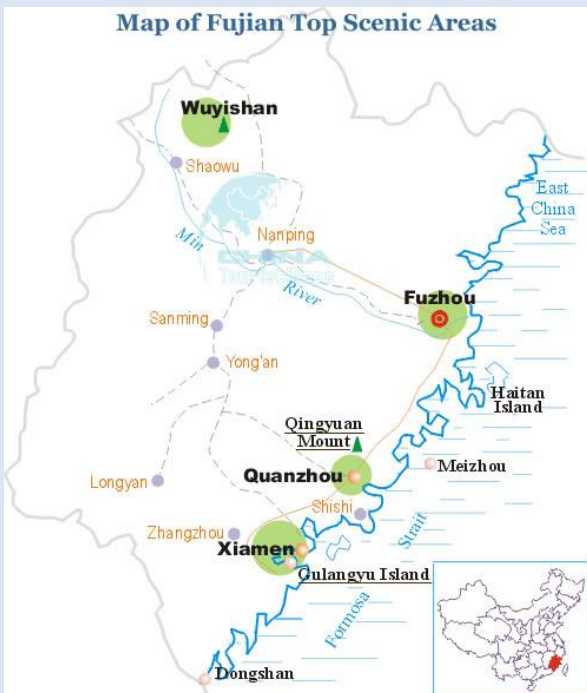 Map of Fujian Top Scenic Areas
Wuyishan
Shaowu
East
China
Sea
Min
Nanping
River
Fuzhou
Sanming
Yong'an
Haitan
Island
Qingyuan
Mount
Quanzhou
Meizhou
Longyan
Shishi
Strait
Zhangzhou
Xiamen
Gulangyu Island
Formosa
Dongshan